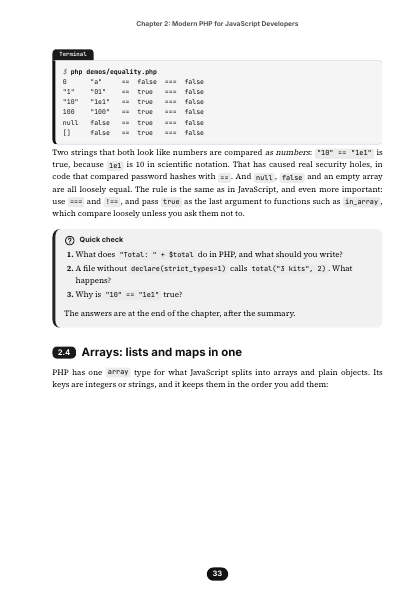 Chapter 2: Modern PHP for JavaScript Developers
Terminal
$ php demos/equality.php
0 "a" == false === false
"1" "01" == true === false
"10" "1e1" == true === false
100 "100" == true === false
null false == true === false
[] false == true === false
Two strings that both look like numbers are compared as numbers: "10" == "1e1" is
true, because 1e1 is 10 in scientific notation. That has caused real security holes, in
code that compared password hashes with ==. And null, false and an empty array
are all loosely equal. The rule is the same as in JavaScript, and even more important:
use === and !==, and pass true as the last argument to functions such as in_array,
which compare loosely unless you ask them not to.
Quick check
1. What does "Total: " + $total do in PHP, and what should you write?
2. A file without declare(strict_types=1) calls total("3 kits", 2). What
happens?
3. Why is "10" == "1e1" true?
The answers are at the end of the chapter, after the summary.
2.4 Arrays: lists and maps in one
PHP has one array type for what JavaScript splits into arrays and plain objects. Its
keys are integers or strings, and it keeps them in the order you add them:
33